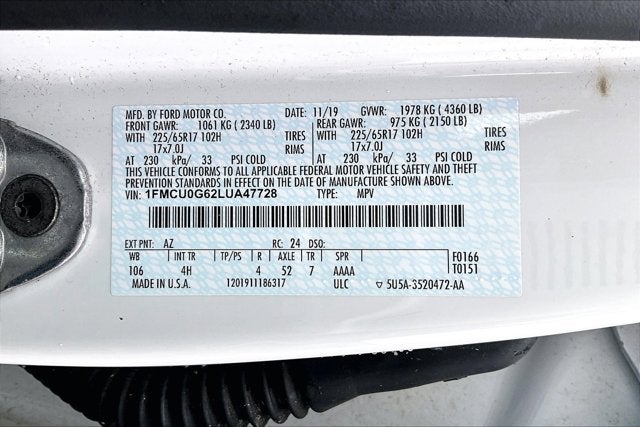 MFD. BY FORD MOTOR CO. DATE: 11/19 GVWR: 1978 KG ( 4360 LB)
FRONT GAWR: 1061 KG ( 2340 LB) REAR GAWR: 975 KG ( 2150 LB)
WITH 225/65R17 102H TIRES WITH 225/65R17 102H TIRES
17x7.0J RIMS 17x7.0J RIMS
AT 230 kPa/ 33 PSI COLD AT 230 kPa/ 33 PSI COLD
THIS VEHICLE CONFORMS TO ALL APPLICABLE FEDERAL MOTOR VEHICLE SAFETY AND THEFT
PREVENTION STANDARDS IN EFFECT ON THE DATE OF MANUFACTURE SHOWN ABOVE.
VIN: 1FMCU0G62LUA47728 TYPE: MPV
EXT PNT: AZ RC: 24 DSO:
WB INT TR TP/PS R AXLE TR SPR F0166
106 4H 4 52 7 AAAA T0151
MADE IN U.S.A. 1201911186317 ULC ▽ 5U5A-3520472-AA